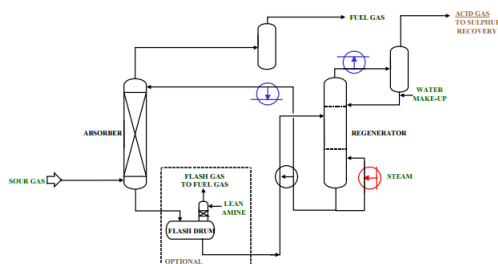 FUEL GAS
ACID GAS
TO SULPHUR
RECOVERY
WATER
MAKE-UP
ABSORBER
REGENERATOR
SOUR GAS
FLASH GAS
TO FUEL GAS
STEAM
LEAN
AMINE
FLASH DRUM
OPTIONAL